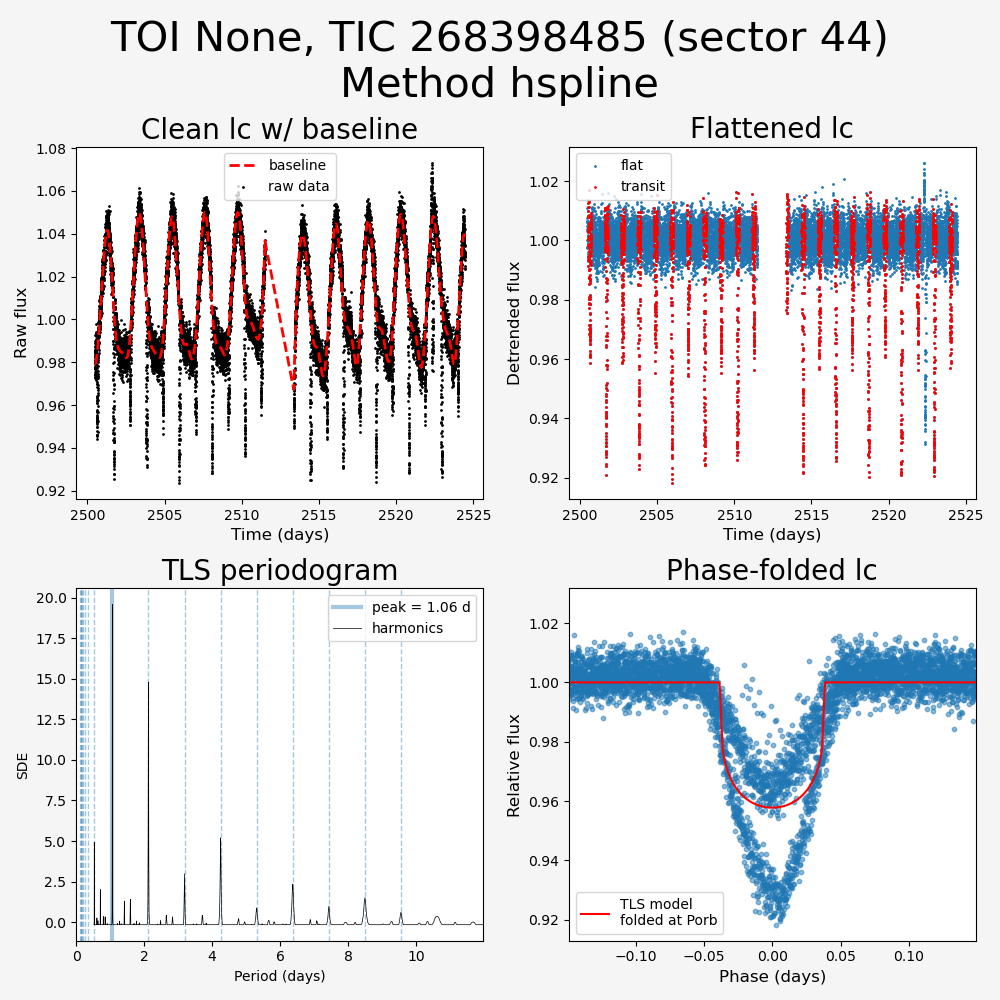 TOI None, TIC 268398485 (sector 44)
Method hspline
Clean lc w/ baseline
Flattened lc
1.08
1.06
1.04
1.02
1.00
0.98
0.96
0.94
0.92
Raw flux
baseline
raw data
2500
2505
2510
2515
2520
2525
Time (days)
1.02
1.00
0.98
0.96
0.94
0.92
Detrended flux
flat
transit
2500
2505
2510
2515
2520
2525
Time (days)
TLS periodogram
Phase-folded lc
20.0
17.5
15.0
12.5
10.0
7.5
5.0
2.5
0.0
SDE
peak = 1.06 d
harmonics
0
2
4
6
8
10
Period (days)
1.02
1.00
0.98
0.96
0.94
0.92
Relative flux
TLS model
folded at Porb
−0.10
−0.05
0.00
0.05
0.10
Phase (days)